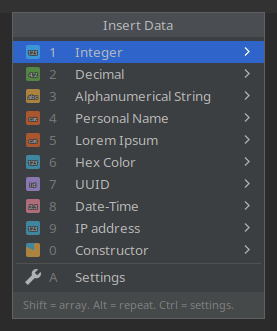 Insert Data
1 Integer
2 Decimal
3 Alphanumerical String
4 Personal Name
5 Lorem Ipsum
6 Hex Color
7 UUID
8 Date-Time
9 IP address
0 Constructor
A Settings
Shift = array. Alt = repeat. Ctrl = settings.